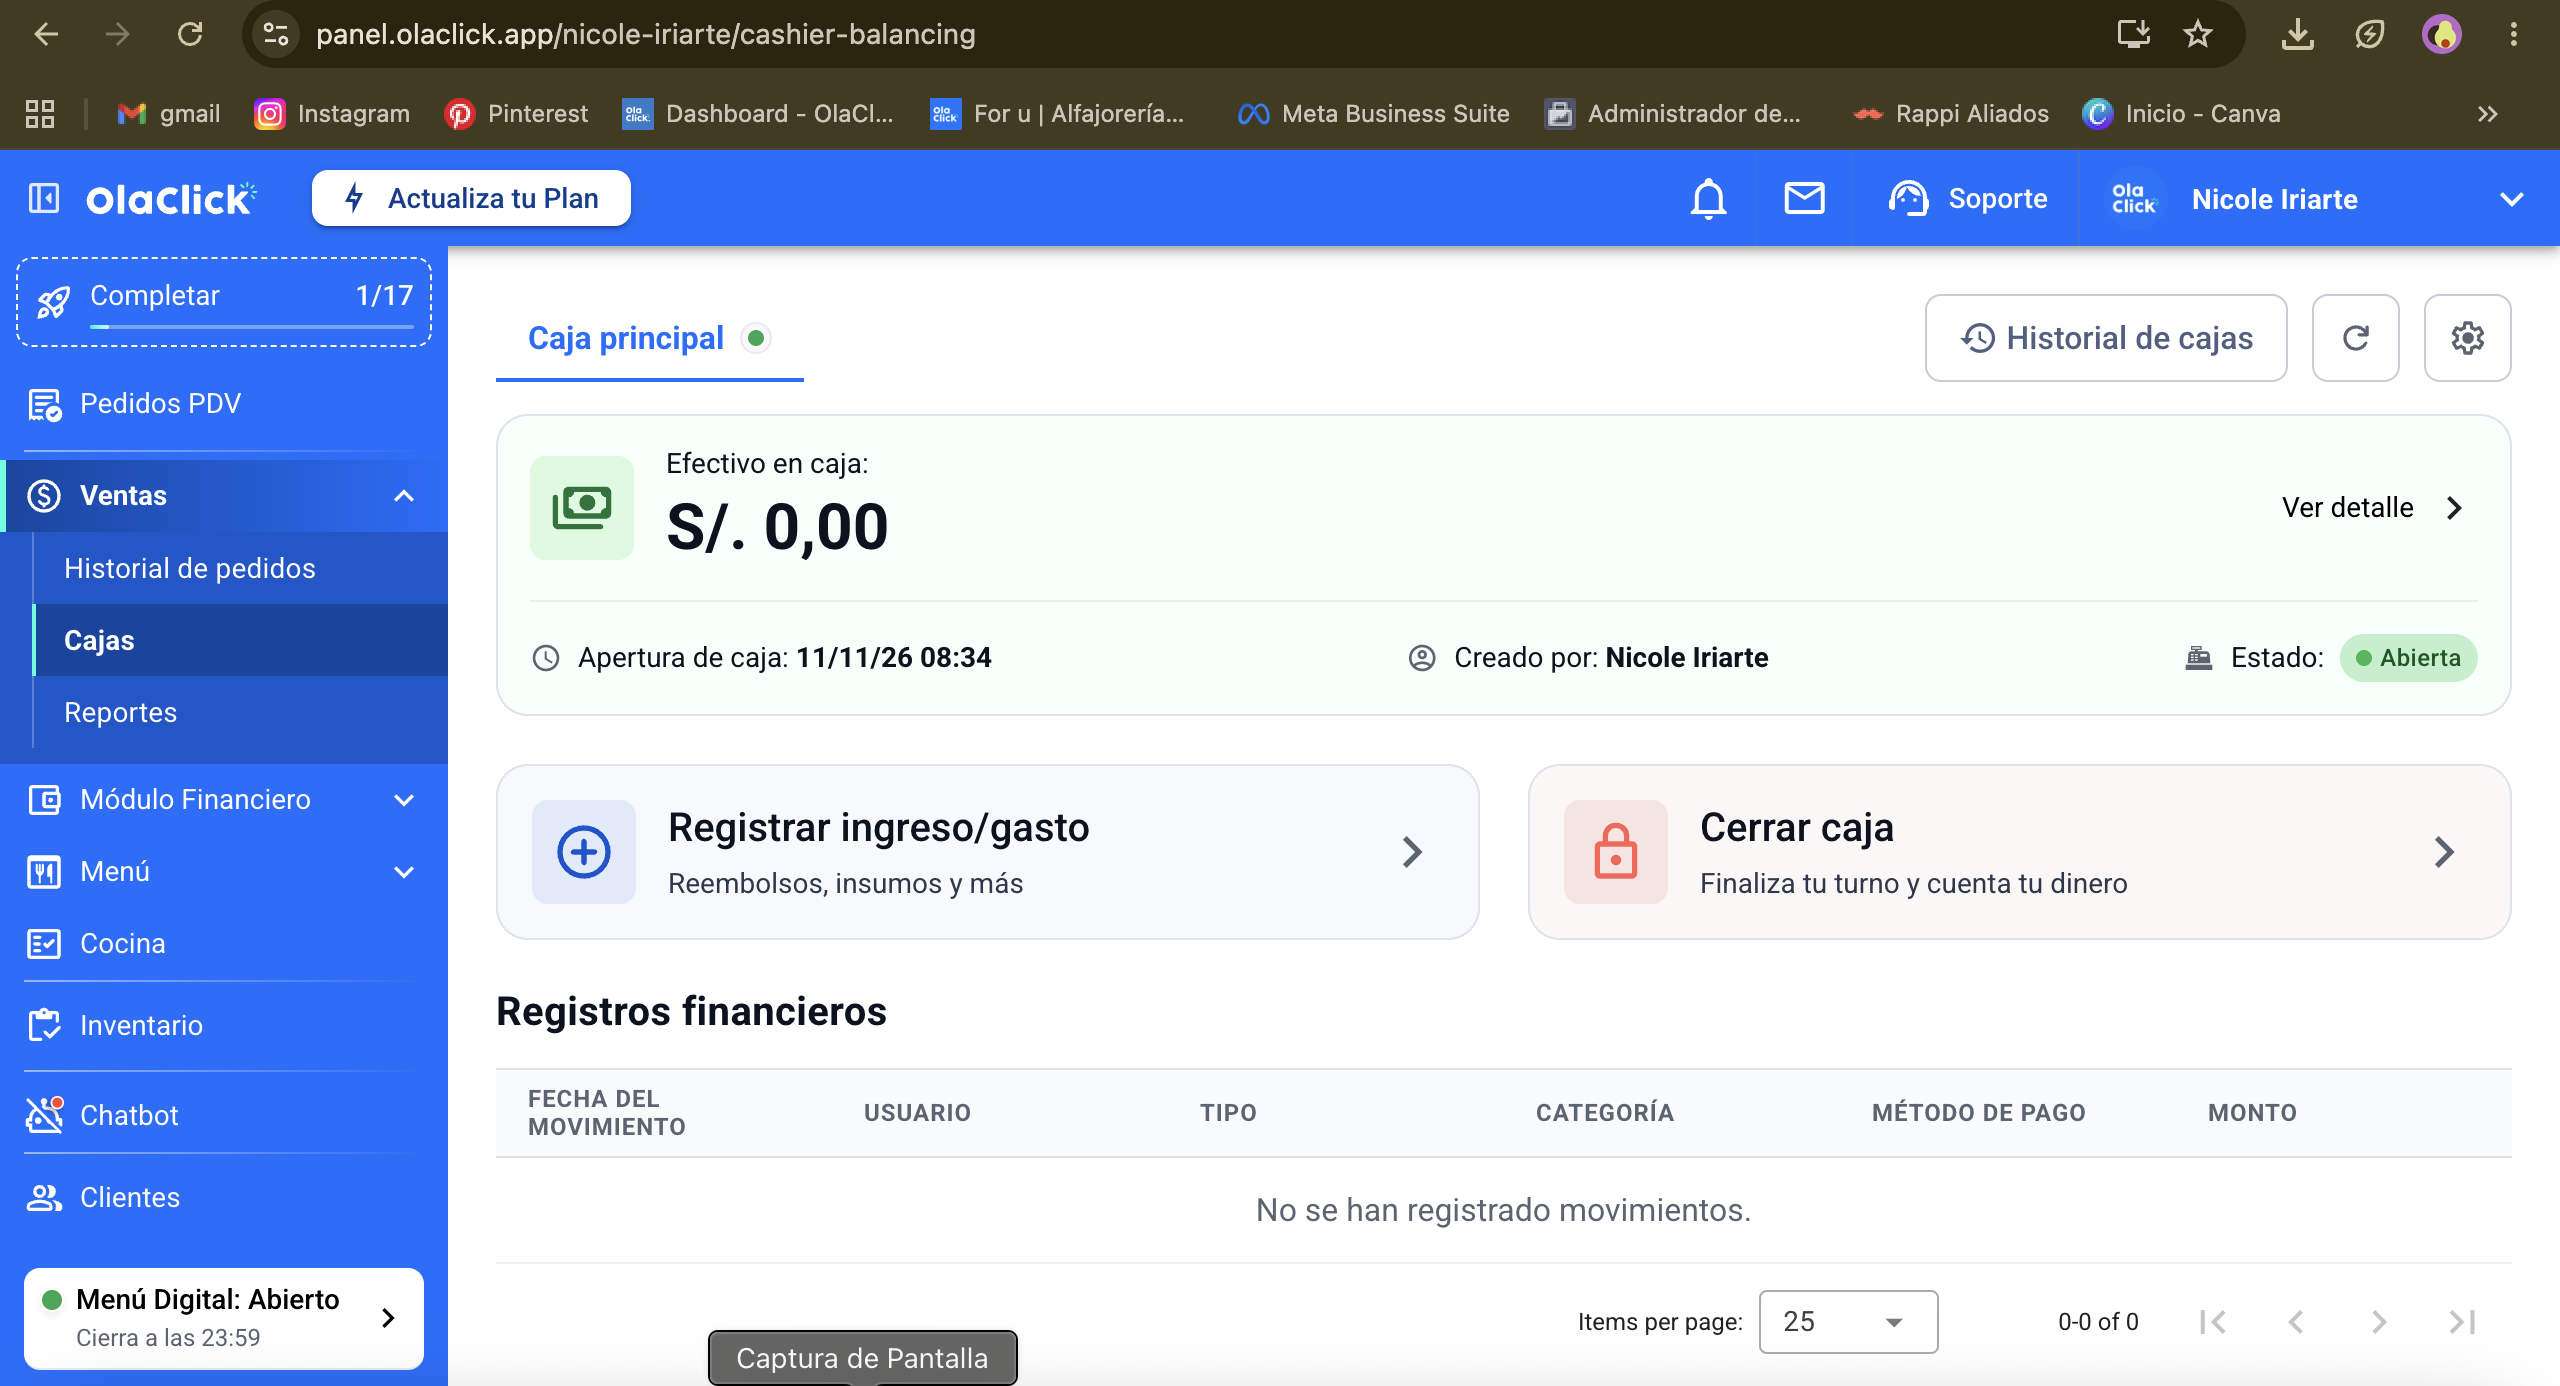 panel.olaclick.app/nicole-iriarte/cashier-balancing
gmail
Instagram
Pinterest
Ola Click.
Dashboard - OlaCl...
Ola Click
For u | Alfajorería...
Meta Business Suite
Administrador de...
Rappi Aliados
Inicio - Canva
olaclick
Actualiza tu Plan
Soporte
Ola Click
Nicole Iriarte
Completar 1/17
Pedidos PDV
Ventas
Historial de pedidos
Cajas
Reportes
Módulo Financiero
Menú
Cocina
Inventario
Chatbot
Clientes
Menú Digital: Abierto
Cierra a las 23:59
Caja principal
Historial de cajas
Efectivo en caja:
S/. 0,00
Ver detalle
Apertura de caja: 11/11/26 08:34
Creado por: Nicole Iriarte
Estado: Abierta
Registrar ingreso/gasto
Reembolsos, insumos y más
Cerrar caja
Finaliza tu turno y cuenta tu dinero
Registros financieros
FECHA DEL
MOVIMIENTO
USUARIO
TIPO
CATEGORÍA
MÉTODO DE PAGO
MONTO
No se han registrado movimientos.
Items per page: 25
0-0 of 0
Captura de Pantalla